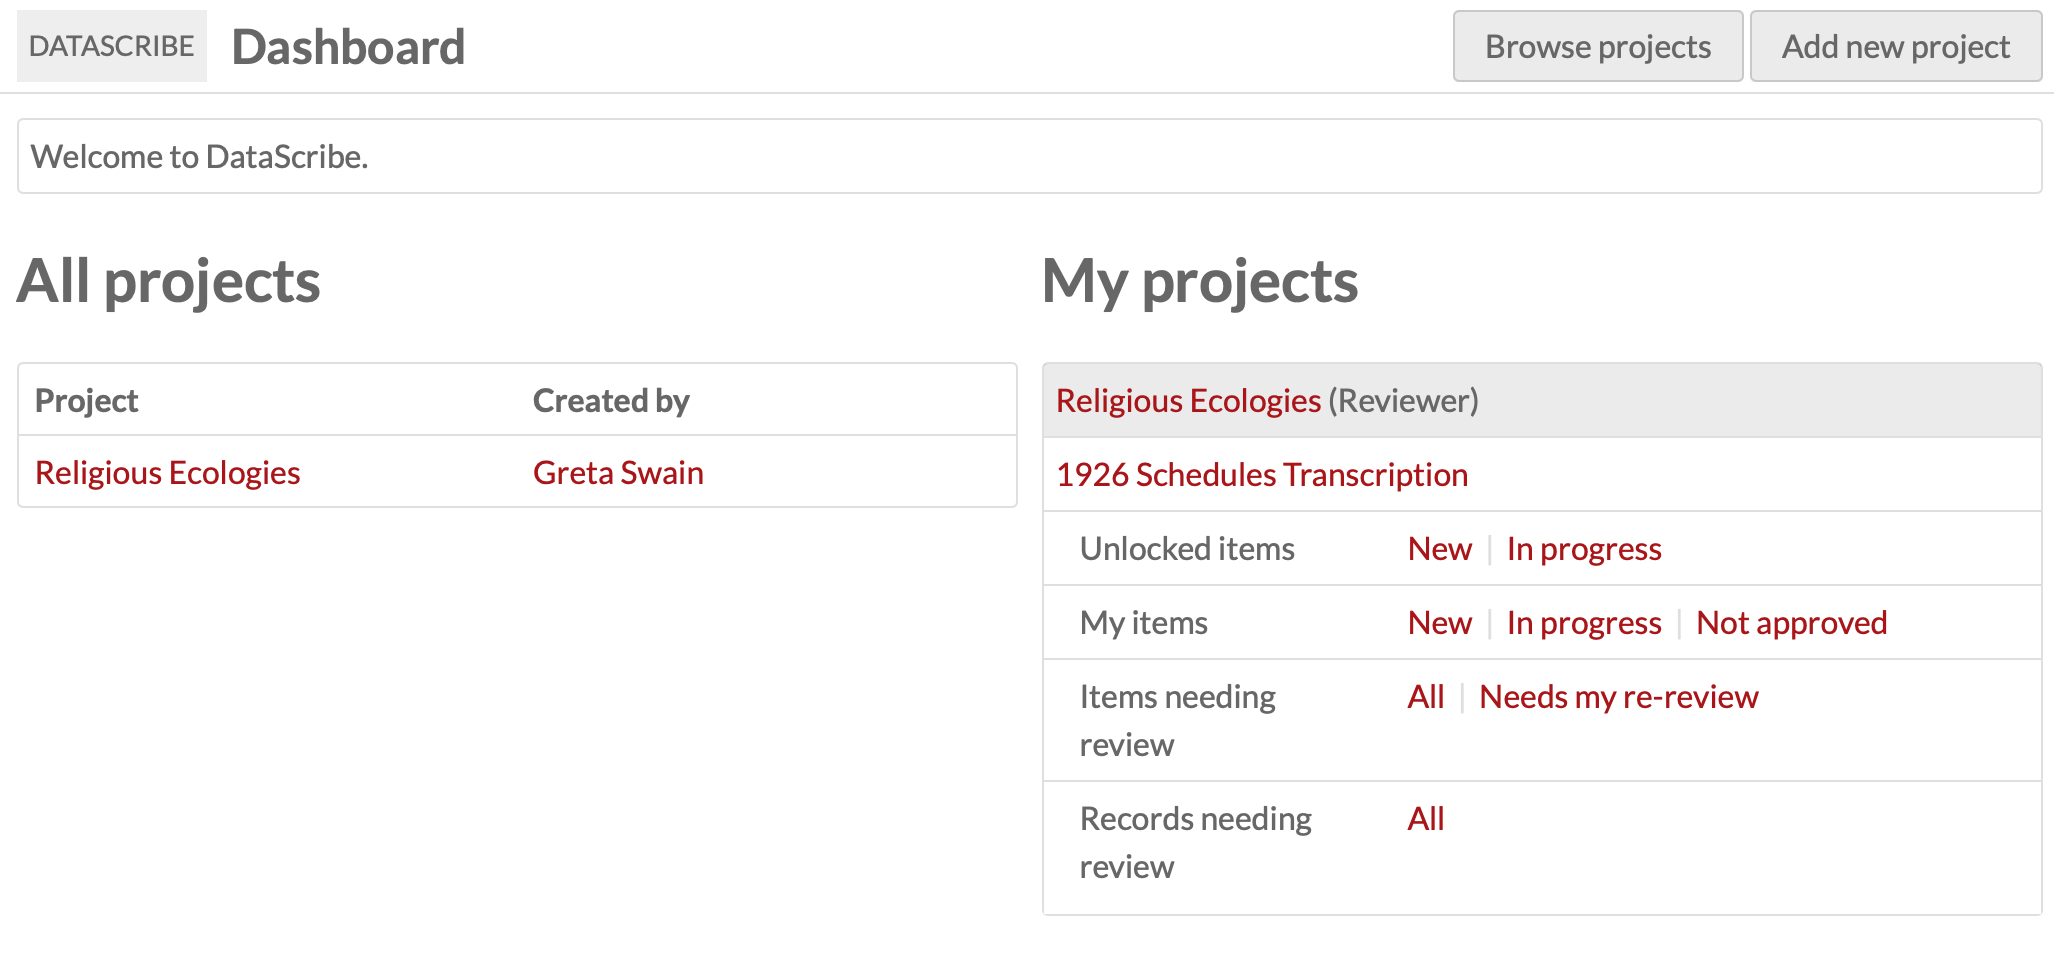 DATASCRIBE Dashboard Browse projects Add new project
Welcome to DataScribe.
All projects
Project Created by
Religious Ecologies Greta Swain
My projects
Religious Ecologies (Reviewer)
1926 Schedules Transcription
Unlocked items New | In progress
My items New | In progress | Not approved
Items needing All | Needs my re-review
review
Records needing All
review